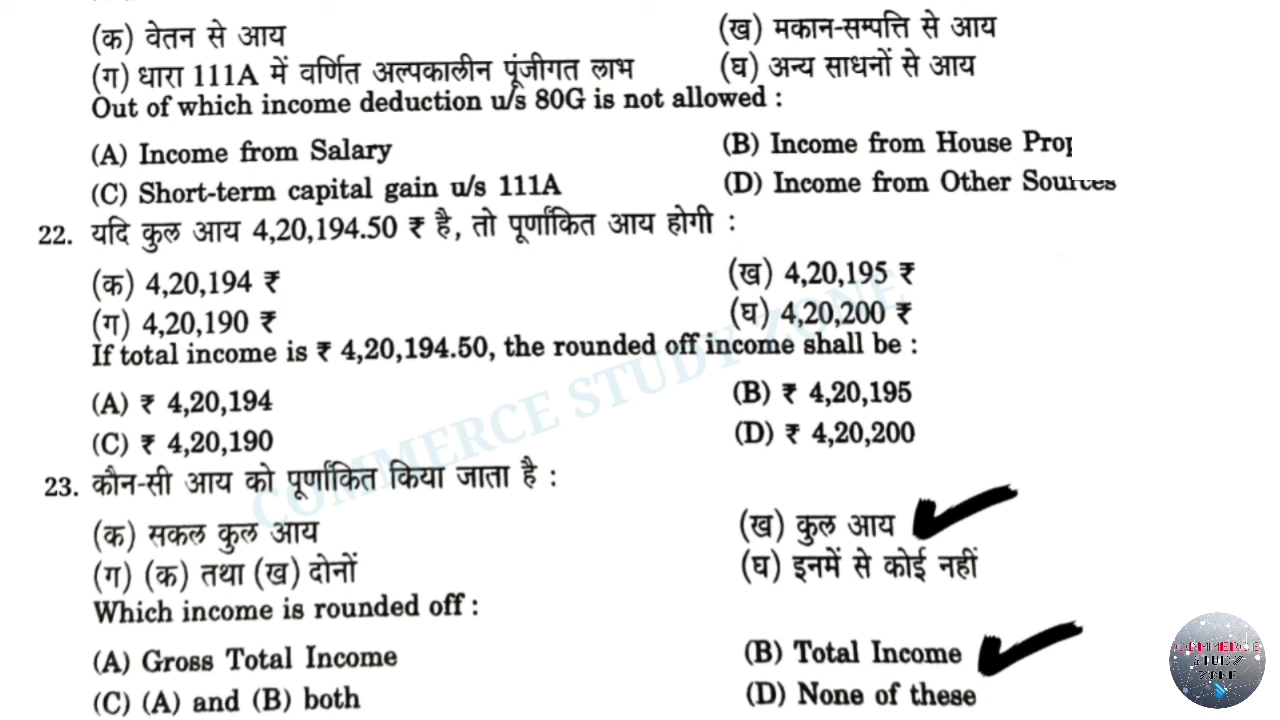 (क) वेतन से आय
(ख) मकान-सम्पत्ति से आय
(ग) धारा 111A में वर्णित अल्पकालीन पूंजीगत लाभ
(घ) अन्य साधनों से आय
Out of which income deduction u/s 80G is not allowed :
(A) Income from Salary
(B) Income from House
(C) Short-term capital gain u/s 111A
(D) Income from Other Sources
22. यदि कुल आय 4,20,194.50 ₹ है, तो पूर्णांकित आय होगी :
(क) 4,20,194 ₹
(ख) 4,20,195 ₹
(ग) 4,20,190 ₹
(घ) 4,20,200 ₹
If total income is ₹ 4,20,194.50, the rounded off income shall be :
(A) ₹ 4,20,194
(B) ₹ 4,20,195
(C) ₹ 4,20,190
(D) ₹ 4,20,200
23. कौन-सी आय को पूर्णांकित किया जाता है :
(क) सकल कुल आय
(ख) कुल आय
(ग) (क) तथा (ख) दोनों
(घ) इनमें से कोई नहीं
Which income is rounded off :
(A) Gross Total Income
(B) Total Income
(C) (A) and (B) both
(D) None of these
COMMERCE STUDY ZONE
COMMERCE
STUDY
ZONE